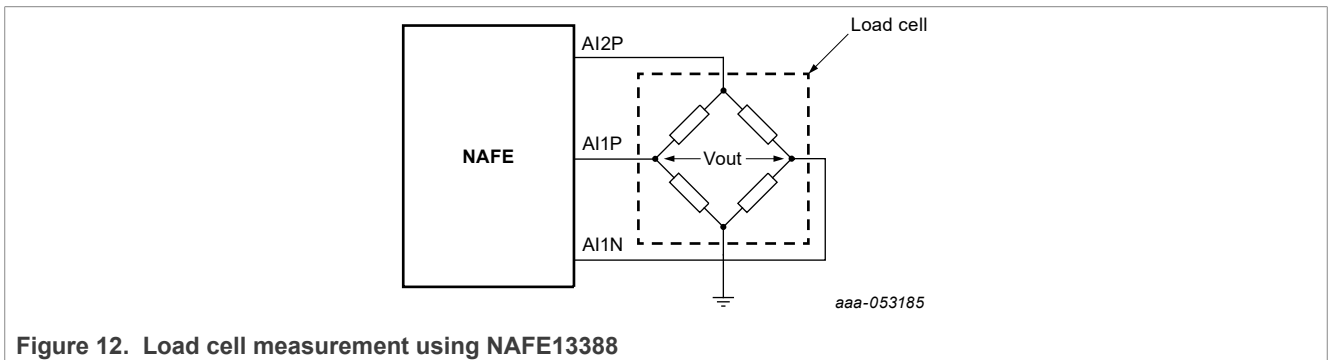 Load cell
AI2P
NAFE
AI1P
Vout
AI1N
aaa-053185
Figure 12. Load cell measurement using NAFE13388